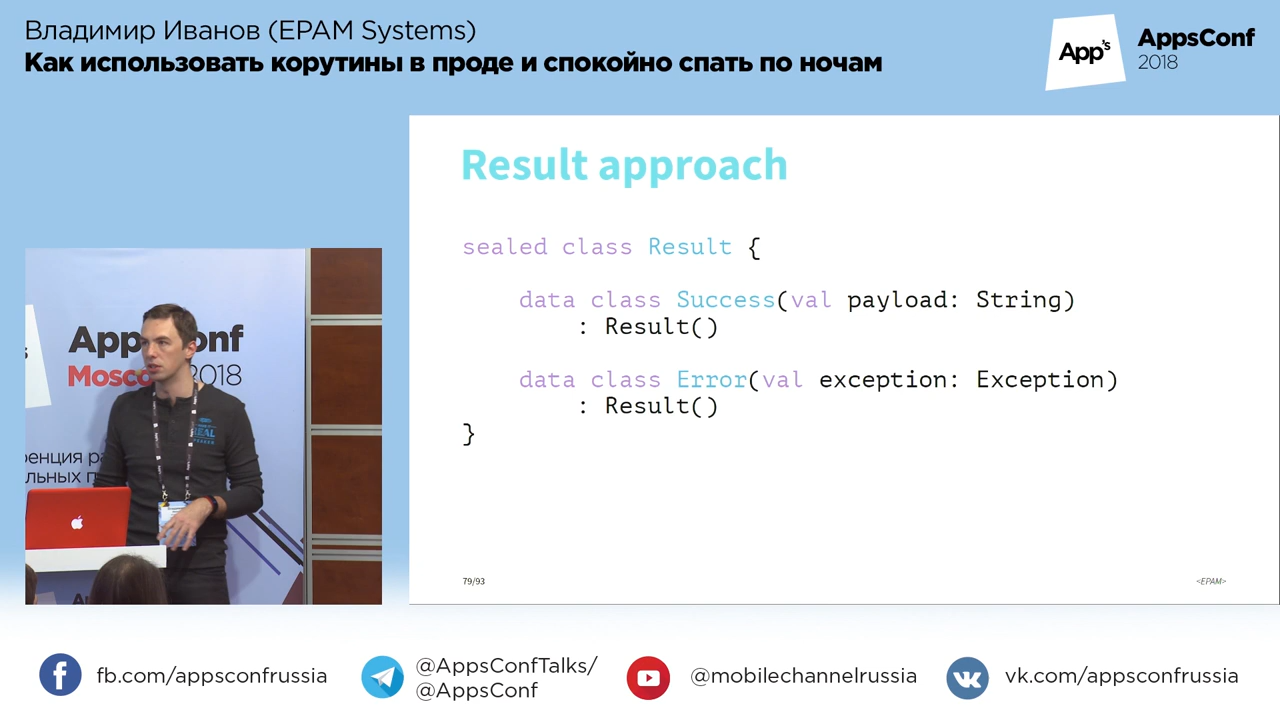 Владимир Иванов (EPAM Systems)
Как использовать корутины в проде и спокойно спать по ночам
App's
AppsConf
2018
Result approach
sealed class Result {
data class Success(val payload: String)
: Result()
data class Error(val exception: Exception)
: Result()
}
79/93
<EPAM>
2018
REAL
fb.com/appsconfrussia
@AppsConfTalks/
@AppsConf
@mobilechannelrussia
vk.com/appsconfrussia